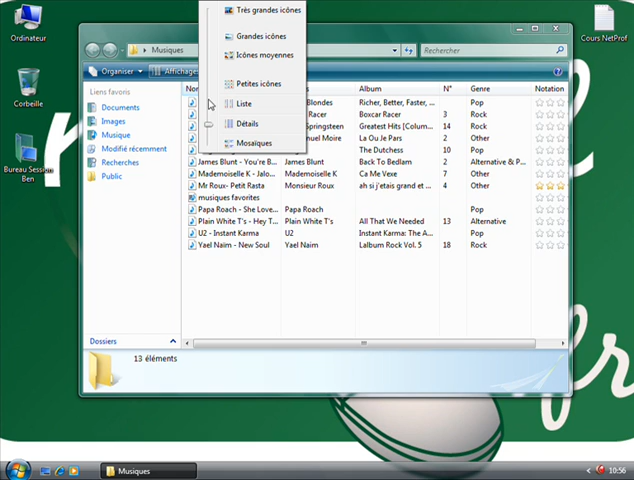 Très grandes icônes
Grandes icônes
Icônes moyennes
Petites icônes
Liste
Détails
Mosaïques
Ordinateur
Corbeille
Bureau Session
Ben
Cours NetProf
Musiques
Rechercher
Organiser
Affichage
Liens favoris
Documents
Images
Musique
Modifié récemment
Recherches
Public
Dossiers
Album N° Genre Notation
Blondes Richer, Better, Faster, ... Pop
Racer Boxcar Racer 3 Rock
Springsteen Greatest Hits [Colum... 14 Rock
nuel Moire La Ou Je Pars 2 Other
The Dutchess 10 Pop
James Blunt - You're B... James Blunt Back To Bedlam 2 Alternative & P...
Mademoiselle K - Jalo... Mademoiselle K Ca Me Vexe 7 Other
Mr Roux- Petit Rasta Monsieur Roux ah si j'etais grand et ... 4 Other
musiques favorites
Papa Roach - She Love... Papa Roach Pop
Plain White T's - Hey T... Plain White T's All That We Needed 13 Alternative
U2 - Instant Karma U2 Instant Karma: The A... Pop
Yael Naim - New Soul Yael Naim Lalbum Rock Vol. 5 18 Rock
13 éléments
fr
Musiques
10:56